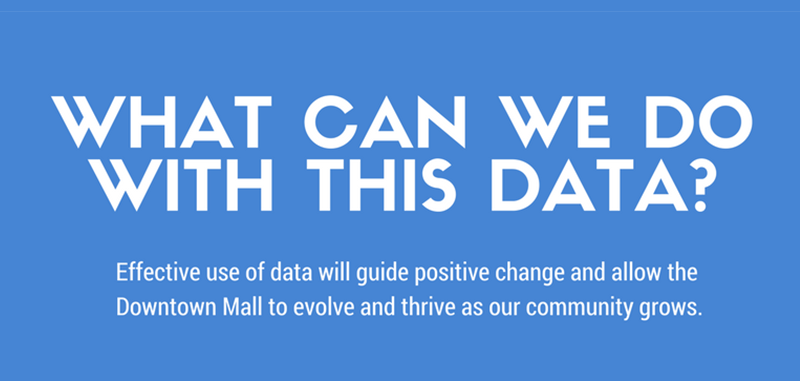 WHAT CAN WE DO
WITH THIS DATA?
Effective use of data will guide positive change and allow the
Downtown Mall to evolve and thrive as our community grows.